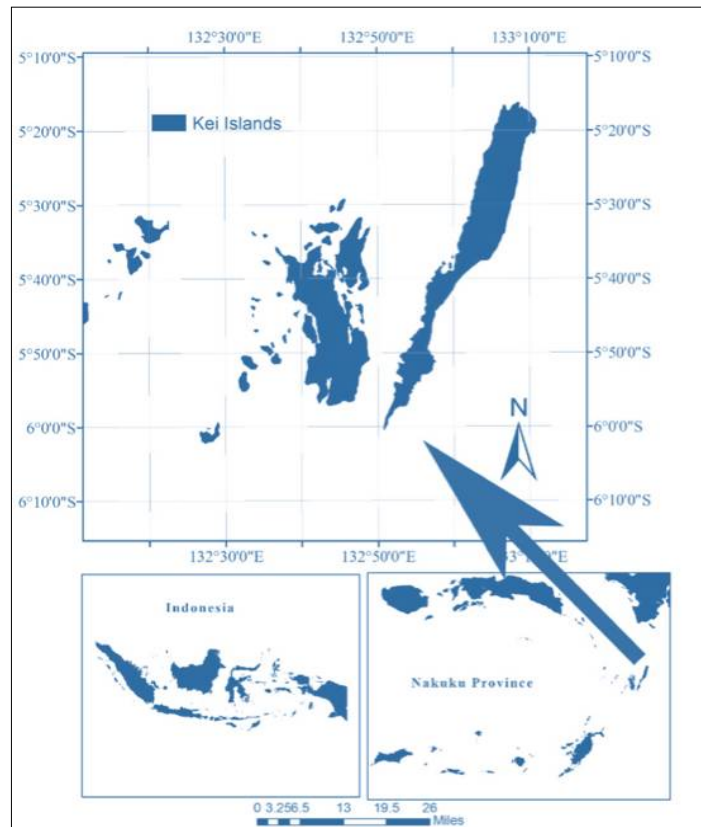 132°30'0"E 132°50'0"E 133°10'0"E
5°10'0"S 5°10'0"S
Kei Islands
5°20'0"S 5°20'0"S
5°30'0"S 5°30'0"S
5°40'0"S 5°40'0"S
5°50'0"S 5°50'0"S
N
6°0'0"S 6°0'0"S
6°10'0"S 6°10'0"S
132°30'0"E 132°50'0"E
Indonesia
Nakuku Province
0 3.256.5 13 19.5 26
Miles